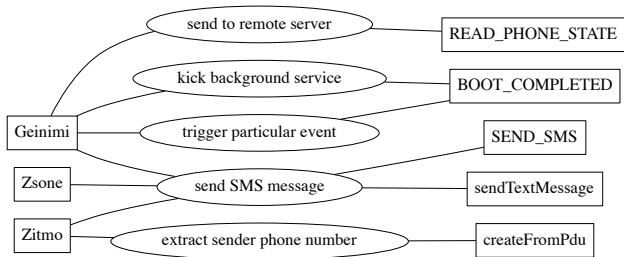 send to remote server
READ_PHONE_STATE
kick background service
BOOT_COMPLETED
Geinimi
trigger particular event
SEND_SMS
Zsone
send SMS message
sendTextMessage
Zitmo
extract sender phone number
createFromPdu